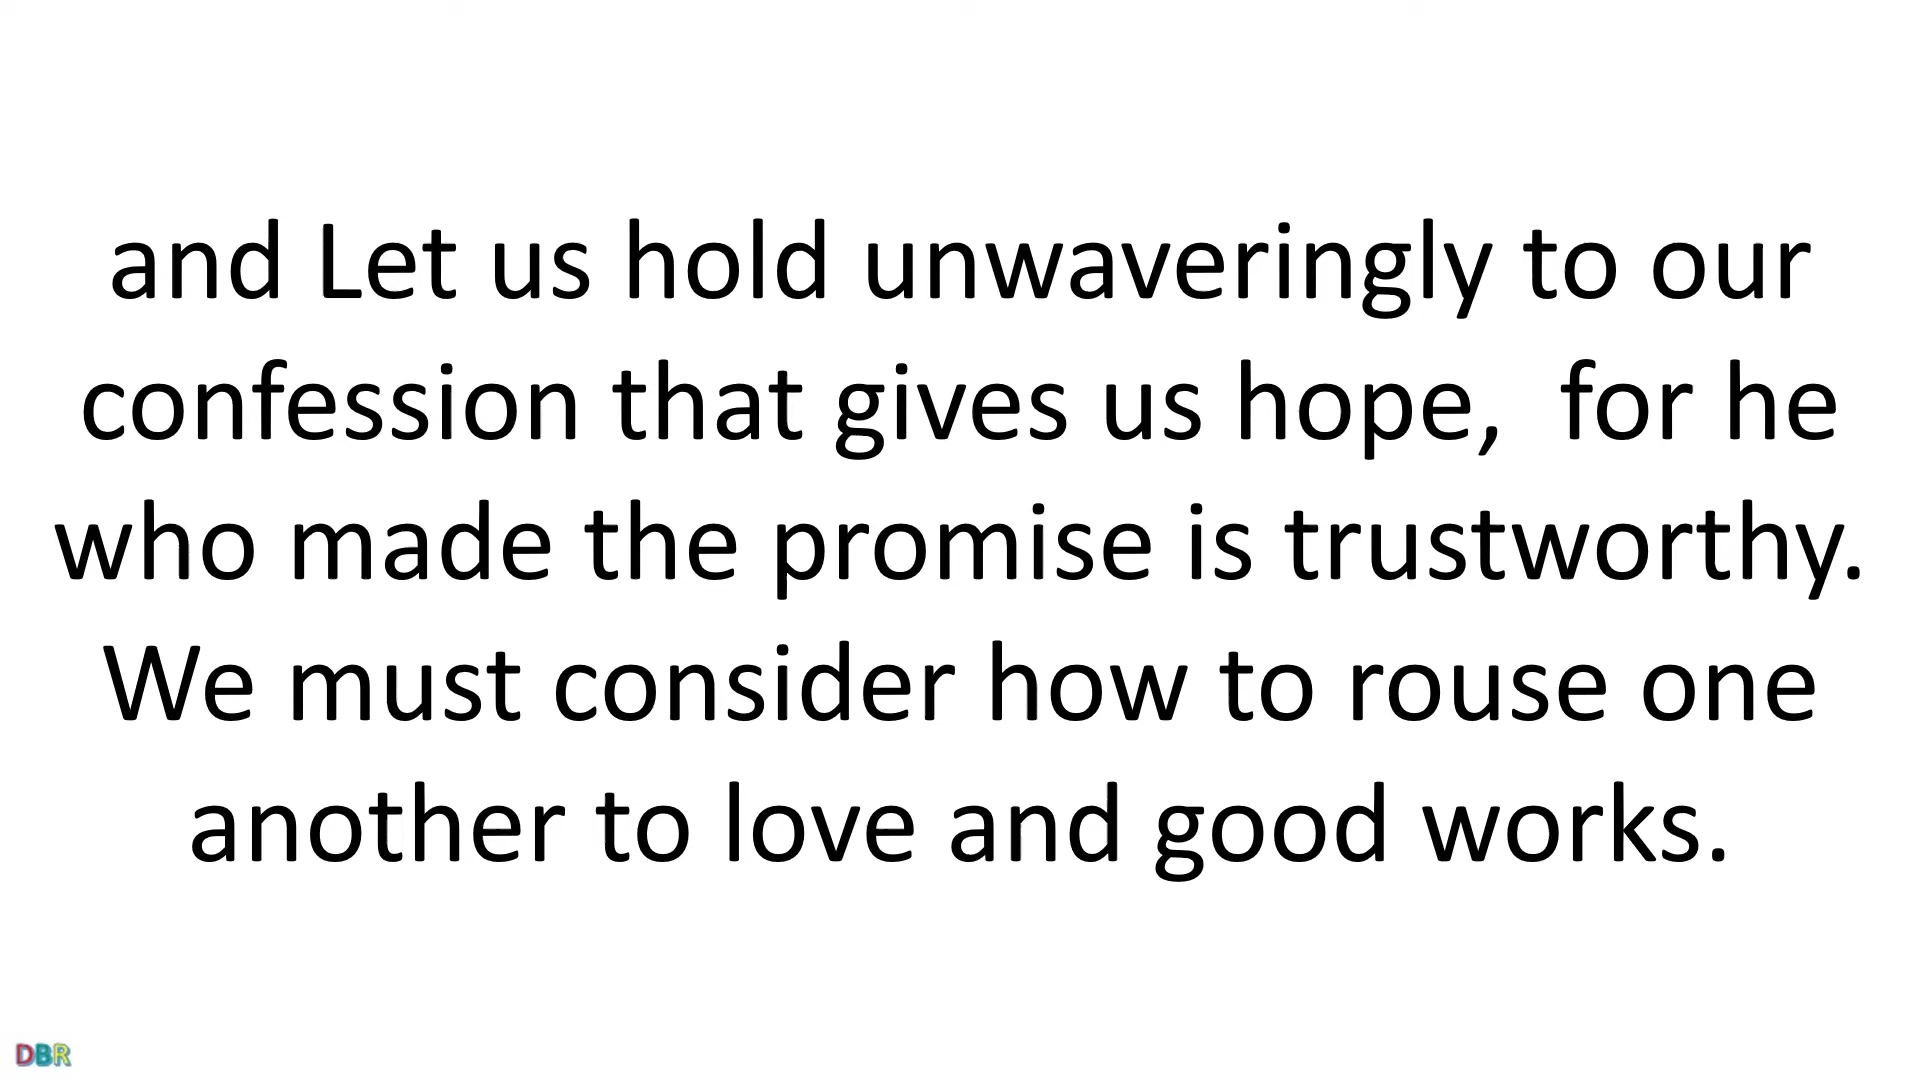 and Let us hold unwaveringly to our
confession that gives us hope,  for he
who made the promise is trustworthy.
We must consider how to rouse one
another to love and good works.
DBR